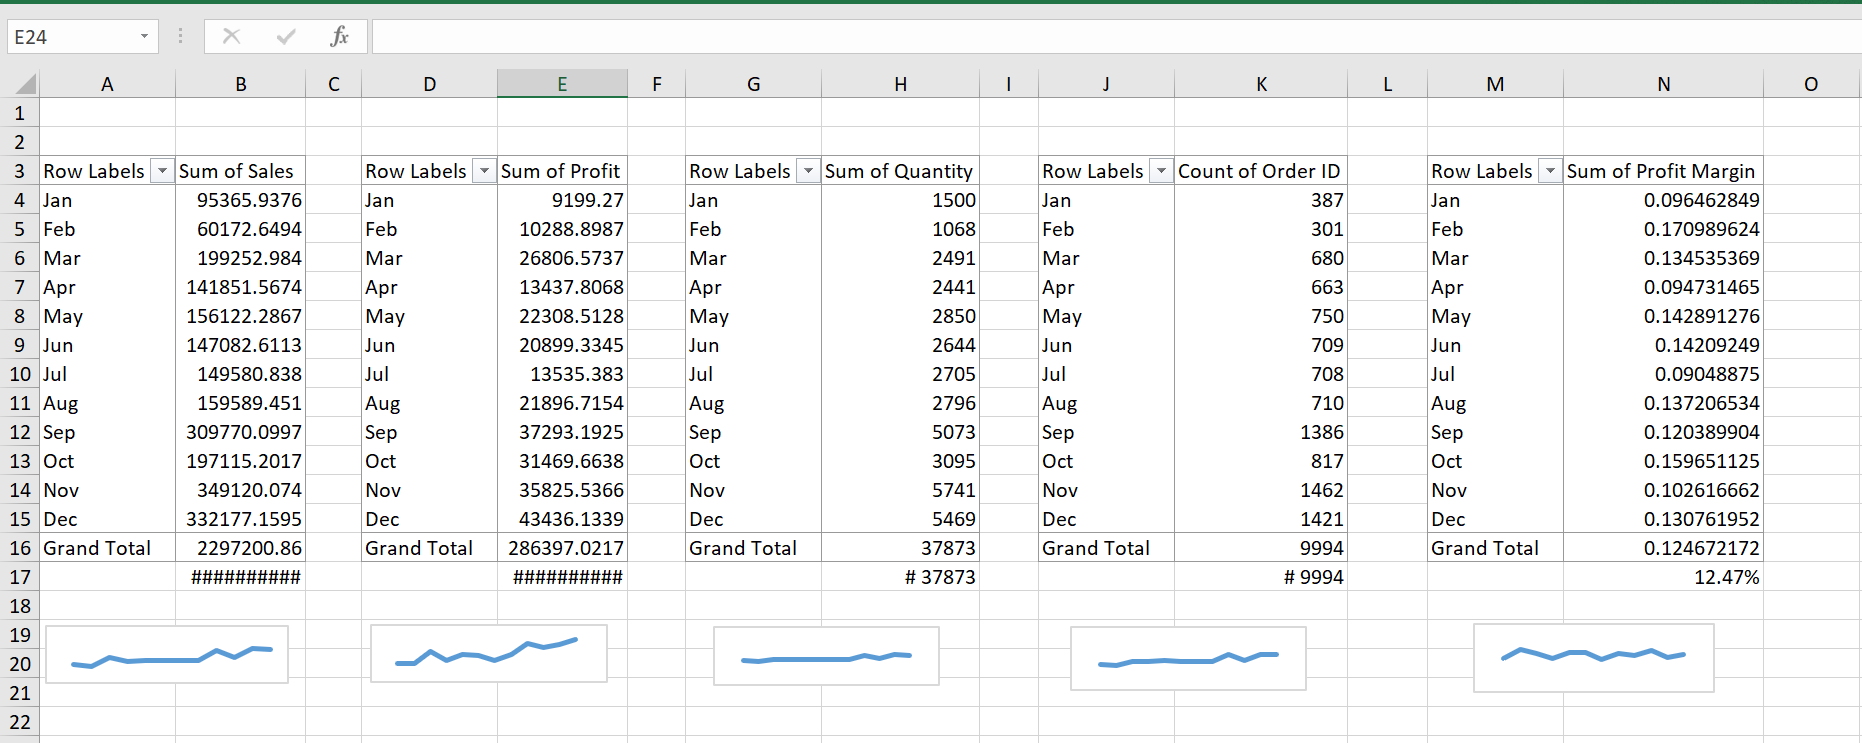 E24 fx
A B C D E F G H I J K L M N O
1
2
3 Row Labels Sum of Sales Row Labels Sum of Profit Row Labels Sum of Quantity Row Labels Count of Order ID Row Labels Sum of Profit Margin
4 Jan 95365.9376 Jan 9199.27 Jan 1500 Jan 387 Jan 0.096462849
5 Feb 60172.6494 Feb 10288.8987 Feb 1068 Feb 301 Feb 0.170989624
6 Mar 199252.984 Mar 26806.5737 Mar 2491 Mar 680 Mar 0.134535369
7 Apr 141851.5674 Apr 13437.8068 Apr 2441 Apr 663 Apr 0.094731465
8 May 156122.2867 May 22308.5128 May 2850 May 750 May 0.142891276
9 Jun 147082.6113 Jun 20899.3345 Jun 2644 Jun 709 Jun 0.14209249
10 Jul 149580.838 Jul 13535.383 Jul 2705 Jul 708 Jul 0.09048875
11 Aug 159589.451 Aug 21896.7154 Aug 2796 Aug 710 Aug 0.137206534
12 Sep 309770.0997 Sep 37293.1925 Sep 5073 Sep 1386 Sep 0.120389904
13 Oct 197115.2017 Oct 31469.6638 Oct 3095 Oct 817 Oct 0.159651125
14 Nov 349120.074 Nov 35825.5366 Nov 5741 Nov 1462 Nov 0.102616662
15 Dec 332177.1595 Dec 43436.1339 Dec 5469 Dec 1421 Dec 0.130761952
16 Grand Total 2297200.86 Grand Total 286397.0217 Grand Total 37873 Grand Total 9994 Grand Total 0.124672172
17 ########## ########## # 37873 # 9994 12.47%
18
19
20
21
22